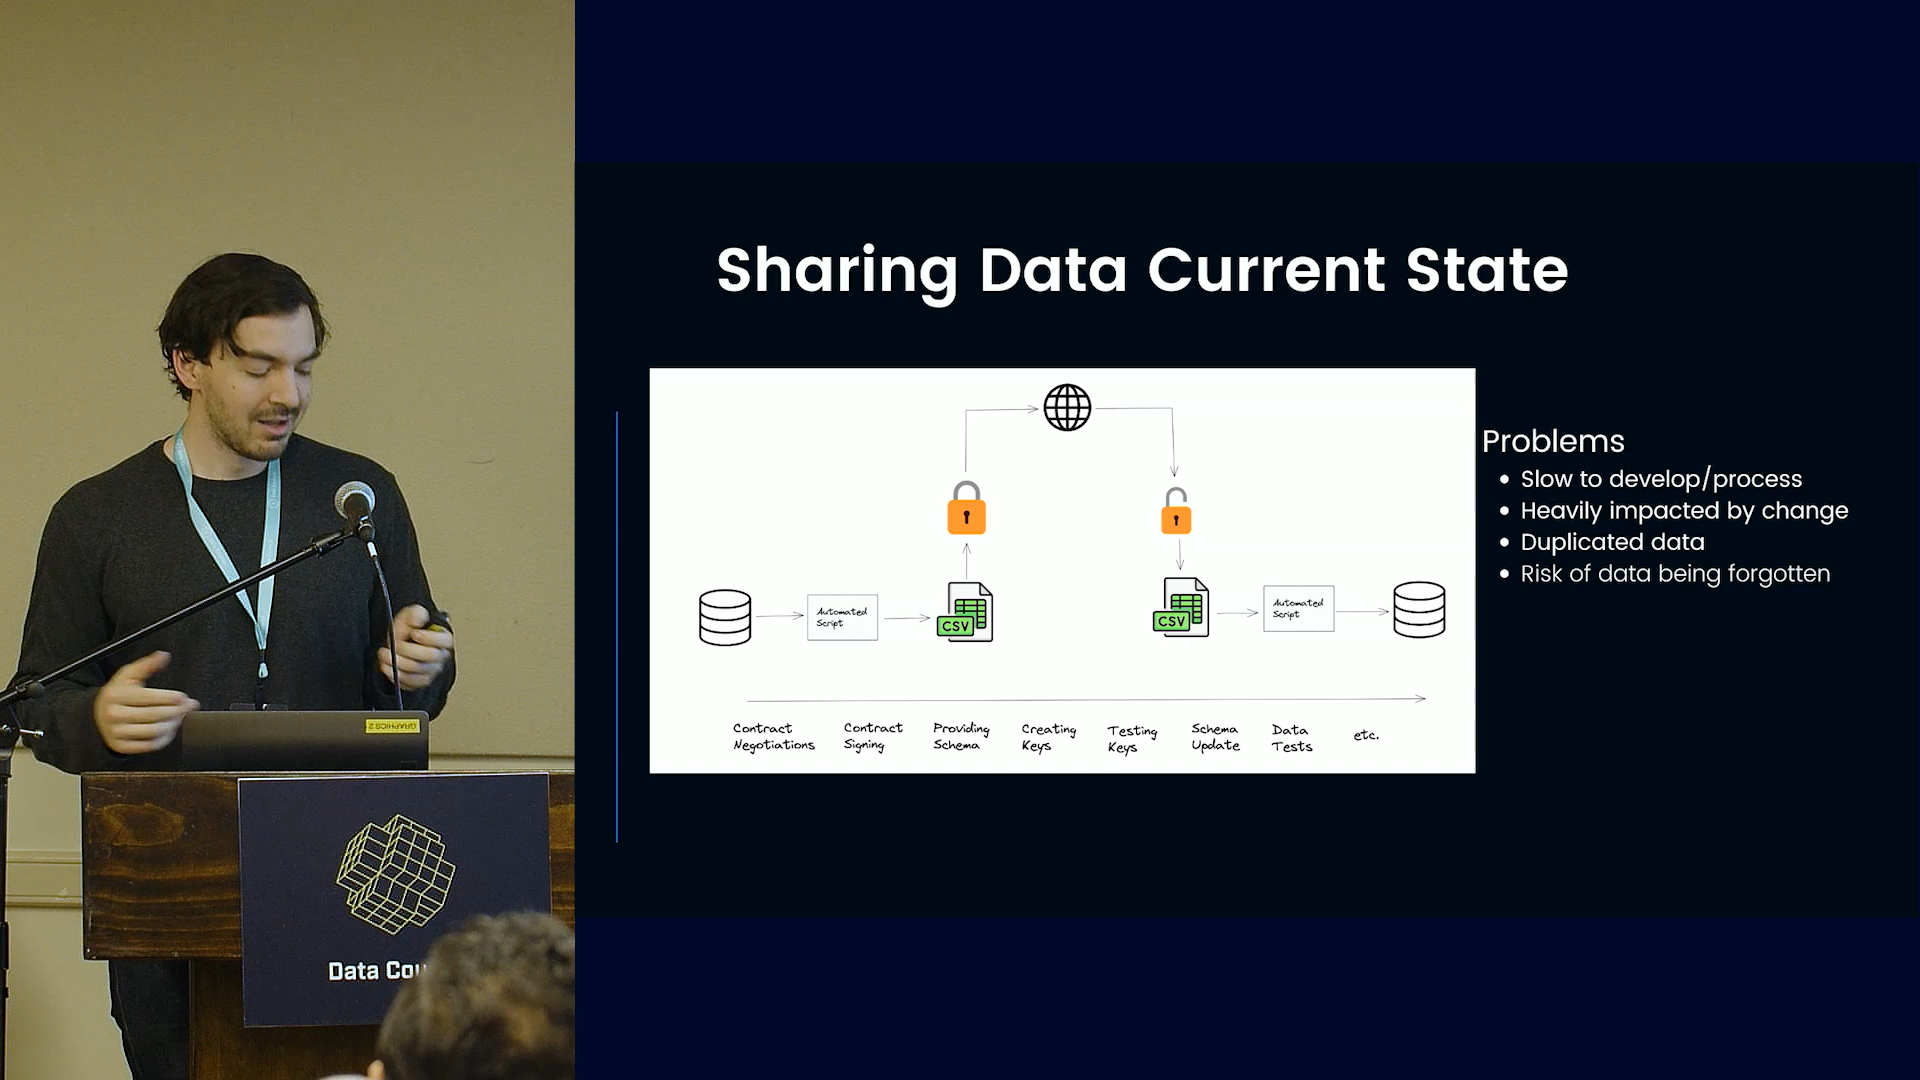 Sharing Data Current State
Automated
Script
CSV
CSV
Automated
Script
Contract
Negotiations
Contract
Signing
Providing
Schema
Creating
Keys
Testing
Keys
Schema
Update
Data
Tests
etc.
Problems
Slow to develop/process
Heavily impacted by change
Duplicated data
Risk of data being forgotten
GRAPHICS 2
Data